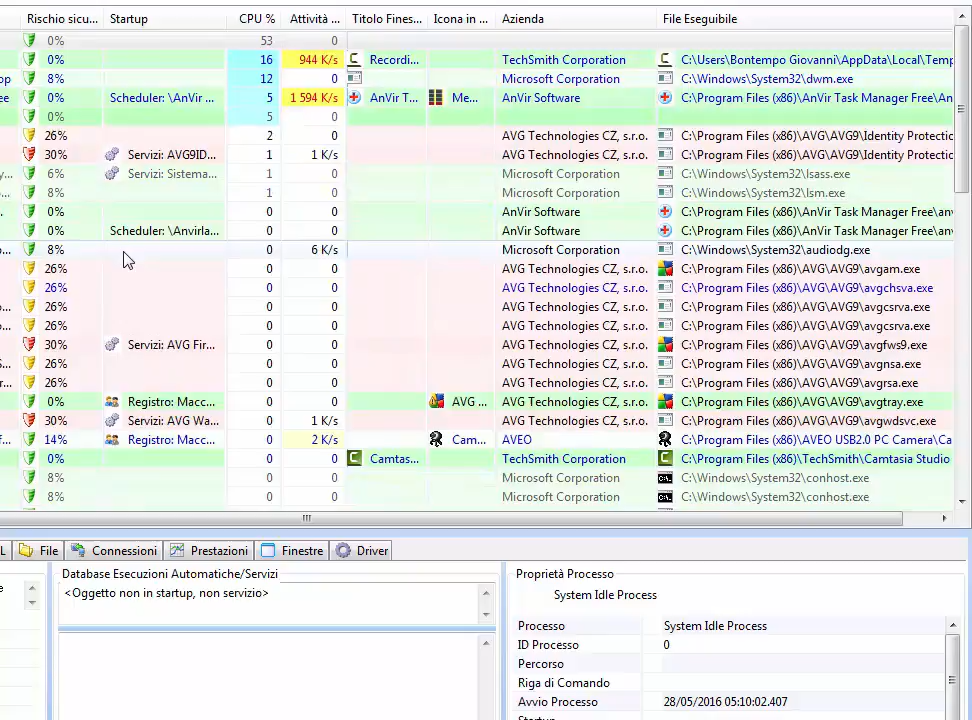 Rischio sicu... Startup CPU % Attività ... Titolo Fines... Icona in ... Azienda File Eseguibile
0% 53 0
0% 16 944 K/s Recordi... TechSmith Corporation C:\Users\Bontempo Giovanni\AppData\Local\Temp
op 8% 12 0 Microsoft Corporation C:\Windows\System32\dwm.exe
ee 0% Scheduler: \AnVir ... 5 1 594 K/s AnVir T... Me... AnVir Software C:\Program Files (x86)\AnVir Task Manager Free\An
0% 5 0
26% 2 0 AVG Technologies CZ, s.r.o. C:\Program Files (x86)\AVG\AVG9\Identity Protectic
30% Servizi: AVG9ID... 1 1 K/s AVG Technologies CZ, s.r.o. C:\Program Files (x86)\AVG\AVG9\Identity Protectic
y... 6% Servizi: Sistema... 1 0 Microsoft Corporation C:\Windows\System32\lsass.exe
... 8% 1 0 Microsoft Corporation C:\Windows\System32\lsm.exe
. 0% 0 0 AnVir Software C:\Program Files (x86)\AnVir Task Manager Free\anv
0% Scheduler: \Anvirla... 0 0 AnVir Software C:\Program Files (x86)\AnVir Task Manager Free\anv
o... 8% 0 6 K/s Microsoft Corporation C:\Windows\System32\audiodg.exe
26% 0 0 AVG Technologies CZ, s.r.o. C:\Program Files (x86)\AVG\AVG9\avgam.exe
26% 0 0 AVG Technologies CZ, s.r.o. C:\Program Files (x86)\AVG\AVG9\avgchsva.exe
o... 26% 0 0 AVG Technologies CZ, s.r.o. C:\Program Files (x86)\AVG\AVG9\avgcsrva.exe
o... 26% 0 0 AVG Technologies CZ, s.r.o. C:\Program Files (x86)\AVG\AVG9\avgcsrva.exe
30% Servizi: AVG Fir... 0 0 AVG Technologies CZ, s.r.o. C:\Program Files (x86)\AVG\AVG9\avgfws9.exe
S... 26% 0 0 AVG Technologies CZ, s.r.o. C:\Program Files (x86)\AVG\AVG9\avgnsa.exe
r... 26% 0 0 AVG Technologies CZ, s.r.o. C:\Program Files (x86)\AVG\AVG9\avgrsa.exe
0% Registro: Macc... 0 0 AVG ... AVG Technologies CZ, s.r.o. C:\Program Files (x86)\AVG\AVG9\avgtray.exe
30% Servizi: AVG Wa... 0 1 K/s AVG Technologies CZ, s.r.o. C:\Program Files (x86)\AVG\AVG9\avgwdsvc.exe
f... 14% Registro: Macc... 0 2 K/s Cam... AVEO C:\Program Files (x86)\AVEO USB2.0 PC Camera\Ca
0% 0 0 Camtas... TechSmith Corporation C:\Program Files (x86)\TechSmith\Camtasia Studio
8% 0 0 Microsoft Corporation C:\Windows\System32\conhost.exe
8% 0 0 Microsoft Corporation C:\Windows\System32\conhost.exe
L File Connessioni Prestazioni Finestre Driver
Database Esecuzioni Automatiche/Servizi
<Oggetto non in startup, non servizio>
Proprietà Processo
System Idle Process
Processo System Idle Process
ID Processo 0
Percorso
Riga di Comando
Avvio Processo 28/05/2016 05:10:02.407
Startup